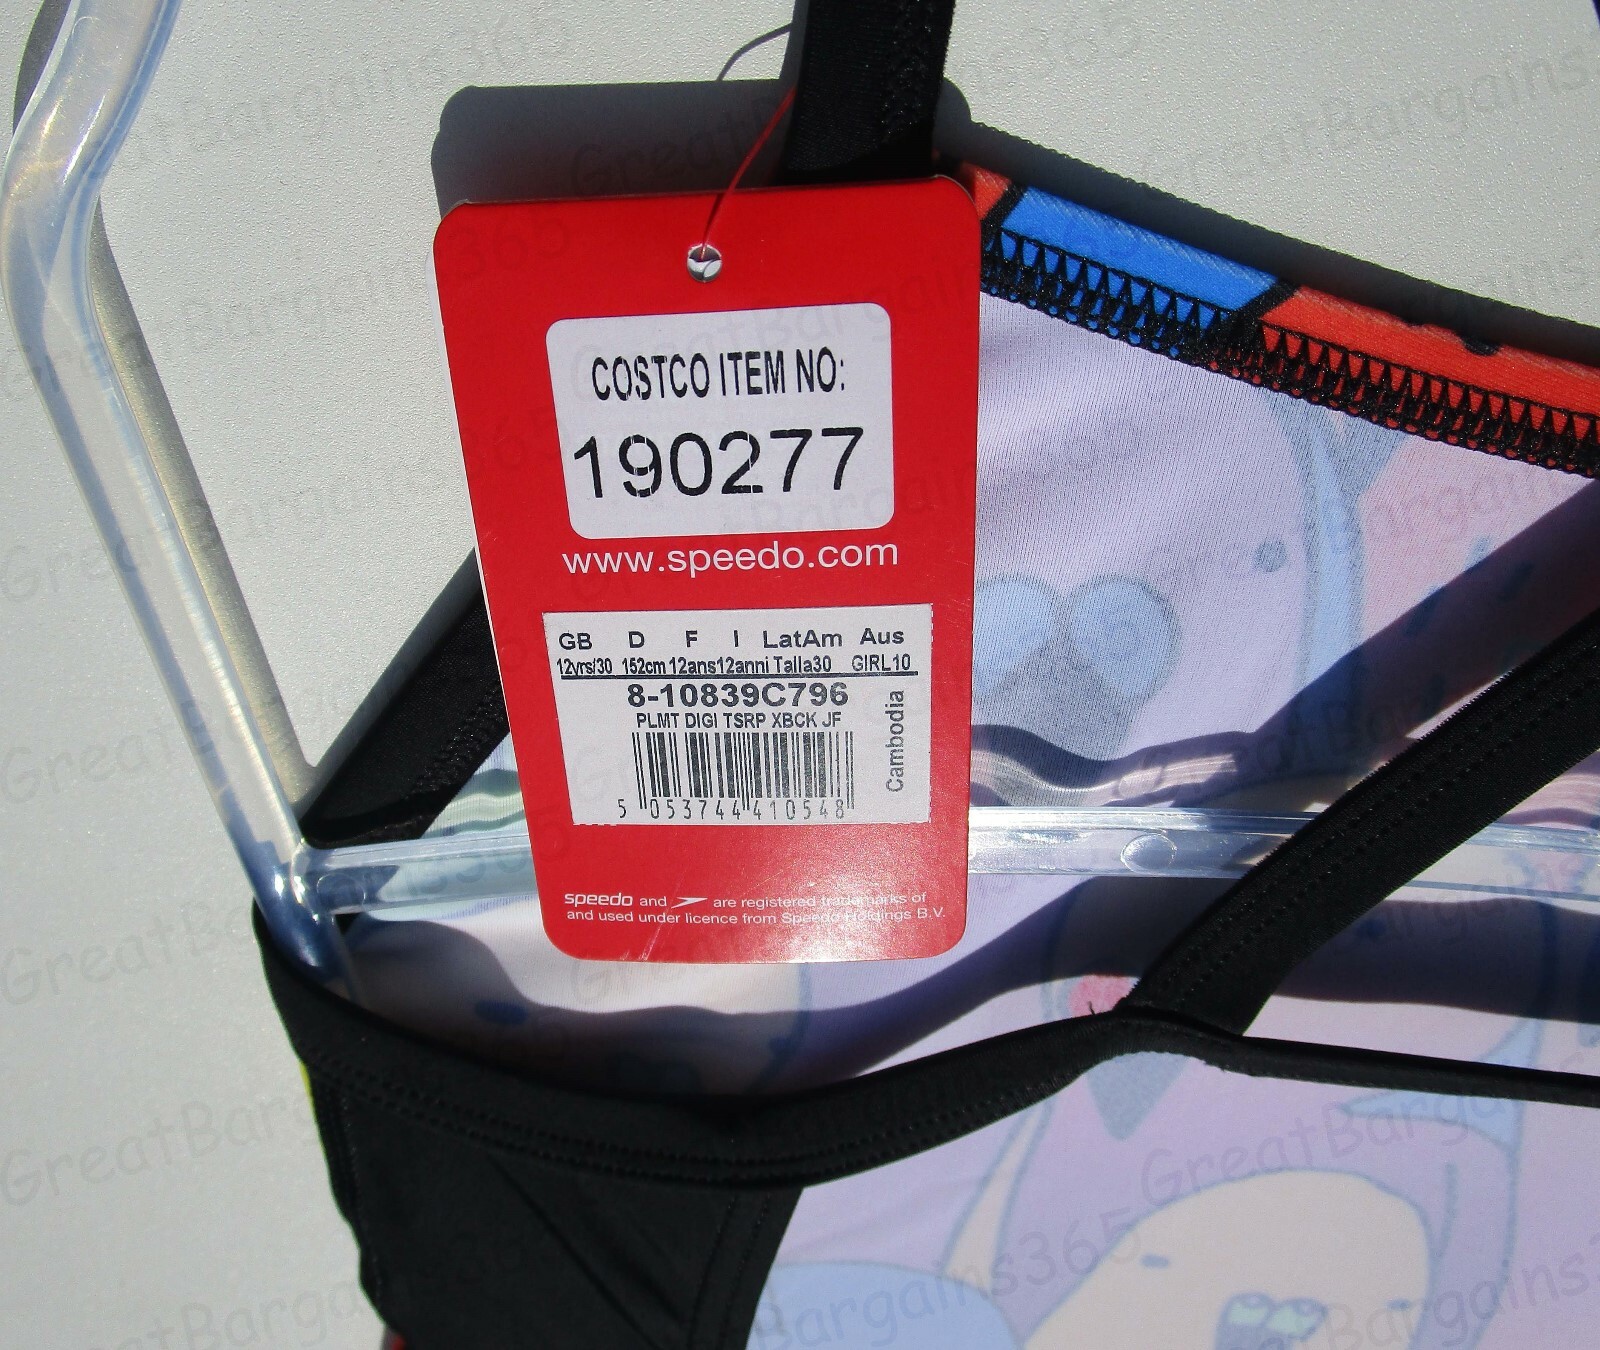 COSTCO ITEM NO:
190277
www.speedo.com
GB D F I LatAm Aus
12yrs/30 152cm 12ans 12anni Talla30 GIRL10
8-10839C796
PLMT DIGI TSRP XBCK JF
Cambodia
5 053744 410548
speedo and are registered trademarks of
and used under licence from Speedo Holdings B.V.
GreatBargains365